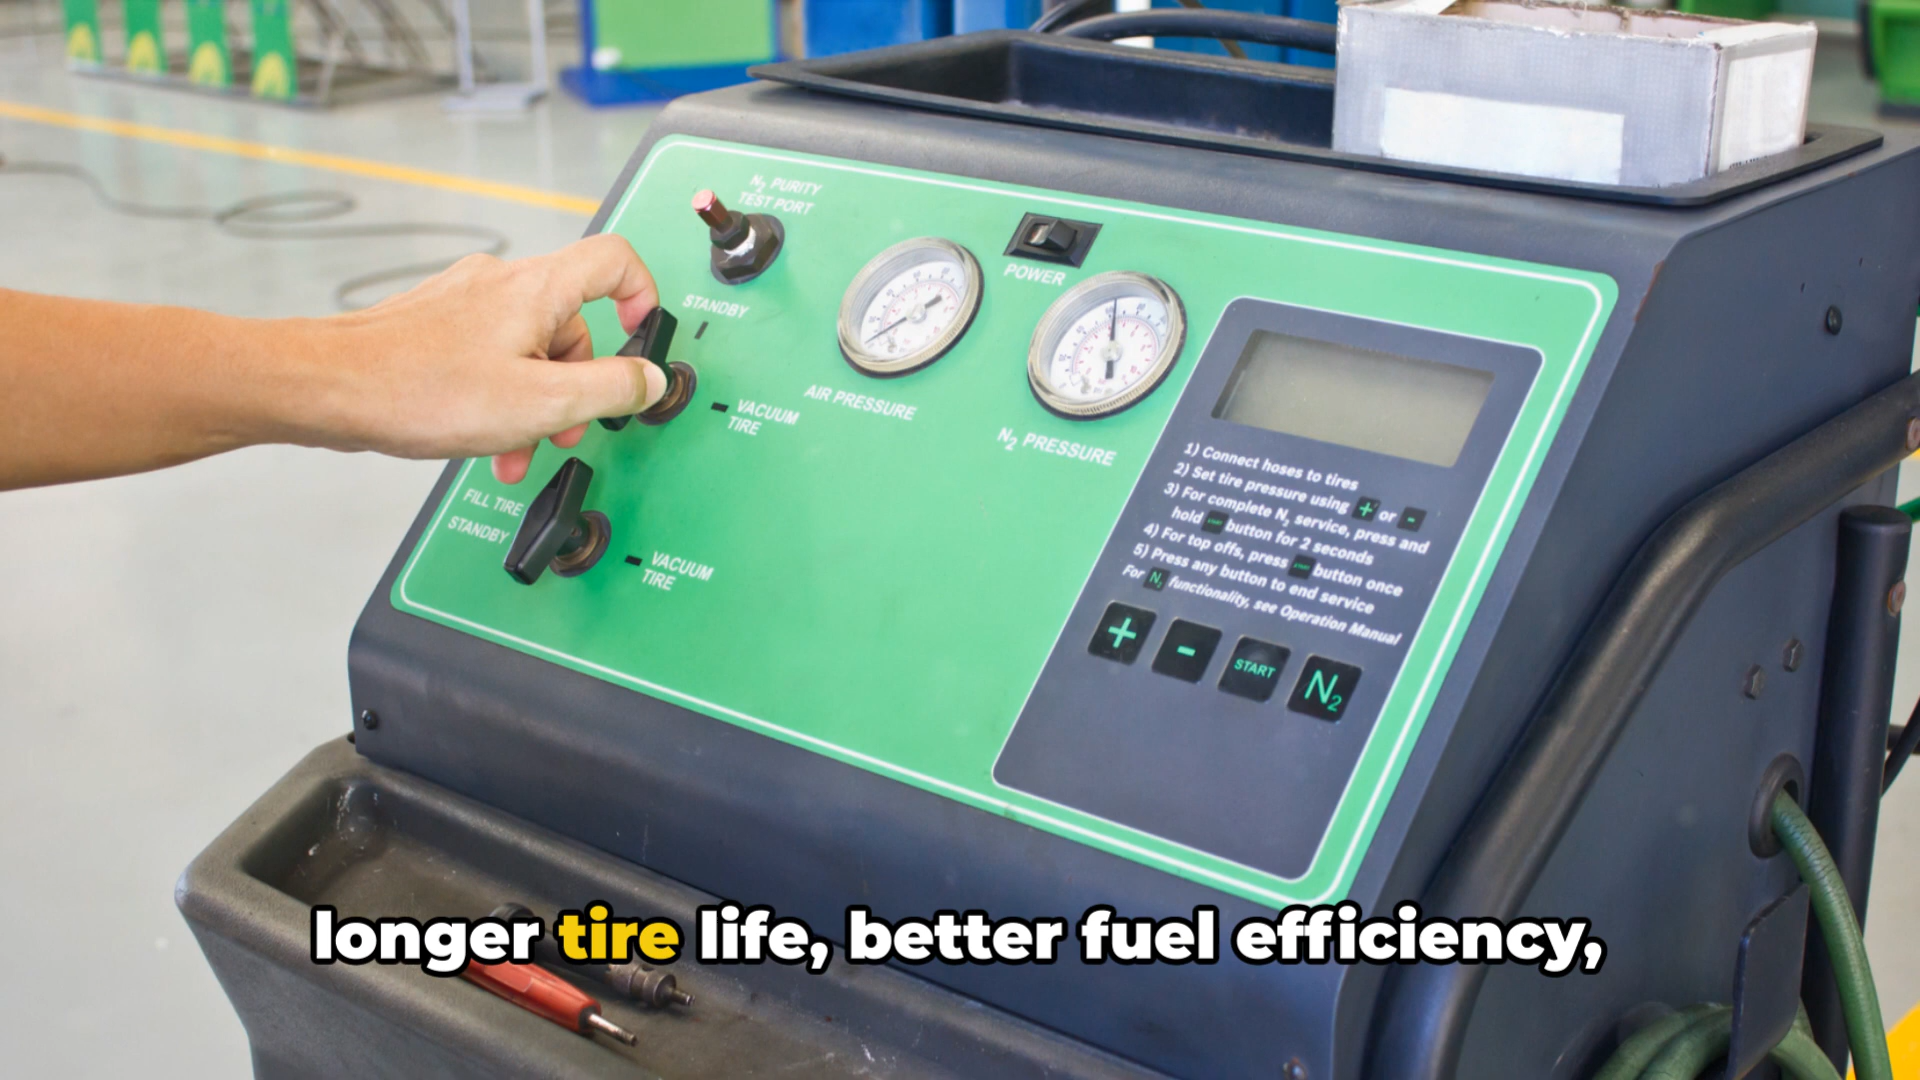 N₂ PURITY
TEST PORT
STANDBY
VACUUM
TIRE
FILL TIRE
STANDBY
VACUUM
TIRE
AIR PRESSURE
POWER
N₂ PRESSURE
1) Connect hoses to tires
2) Set tire pressure using + or -
3) For complete N₂ service, press and
hold START button for 2 seconds
4) For top offs, press START button once
5) Press any button to end service
For N₂ functionality, see Operation Manual
+ - START N₂
longer tire life, better fuel efficiency,